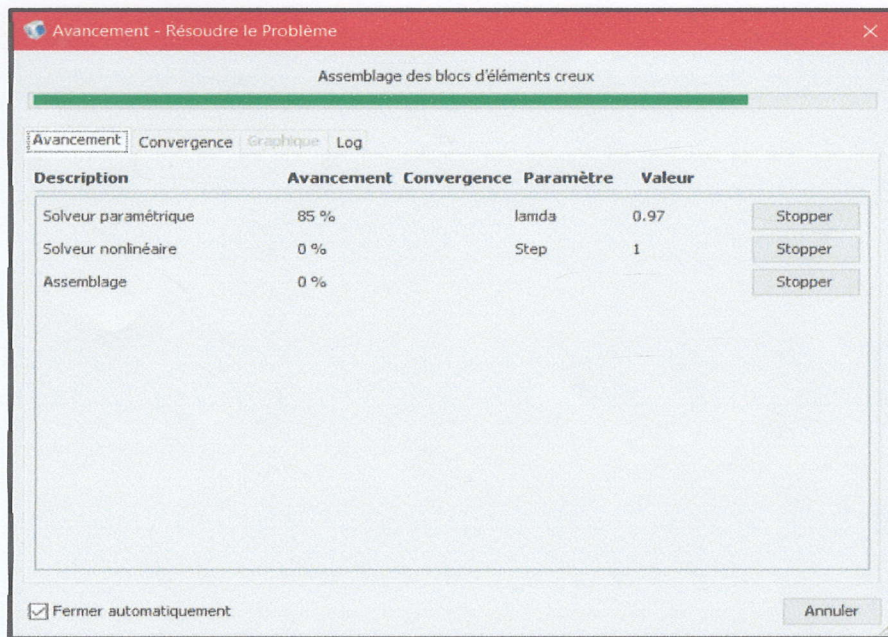 Avancement - Résoudre le Problème
Assemblage des blocs d'éléments creux
Avancement Convergence Graphique Log
Description Avancement Convergence Paramètre Valeur
Solveur paramétrique 85 % lamda 0.97 Stopper
Solveur nonlinéaire 0 % Step 1 Stopper
Assemblage 0 % Stopper
Fermer automatiquement Annuler